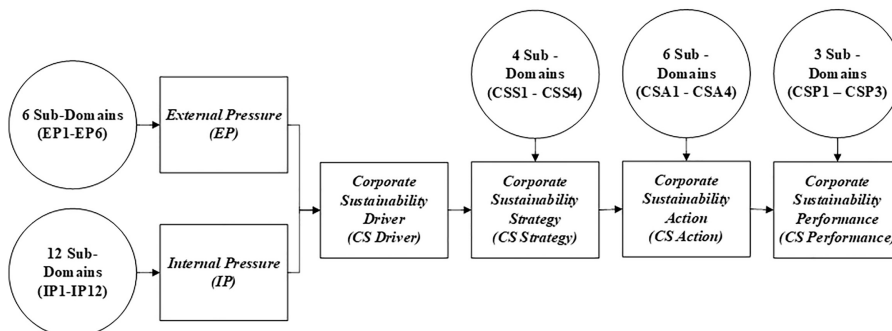 4 Sub -
Domains
(CSS1 - CSS4)
6 Sub -
Domains
(CSA1 - CSA4)
3 Sub -
Domains
(CSP1 – CSP3)
6 Sub-Domains
(EP1-EP6)
External Pressure
(EP)
Corporate
Sustainability
Driver
(CS Driver)
Corporate
Sustainability
Strategy
(CS Strategy)
Corporate
Sustainability
Action
(CS Action)
Corporate
Sustainability
Performance
(CS Performance)
12 Sub-
Domains
(IP1-IP12)
Internal Pressure
(IP)